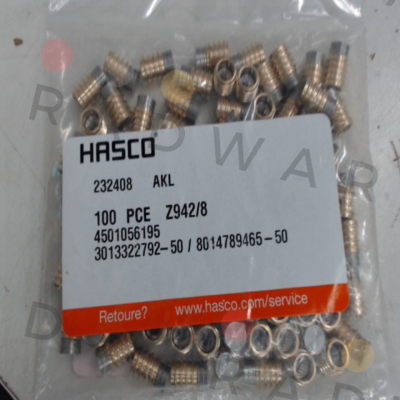 HASCO
232408 AKL
100 PCE Z942/8
4501056195
3013322792-50 / 8014789465-50
Retoure? www.hasco.com/service